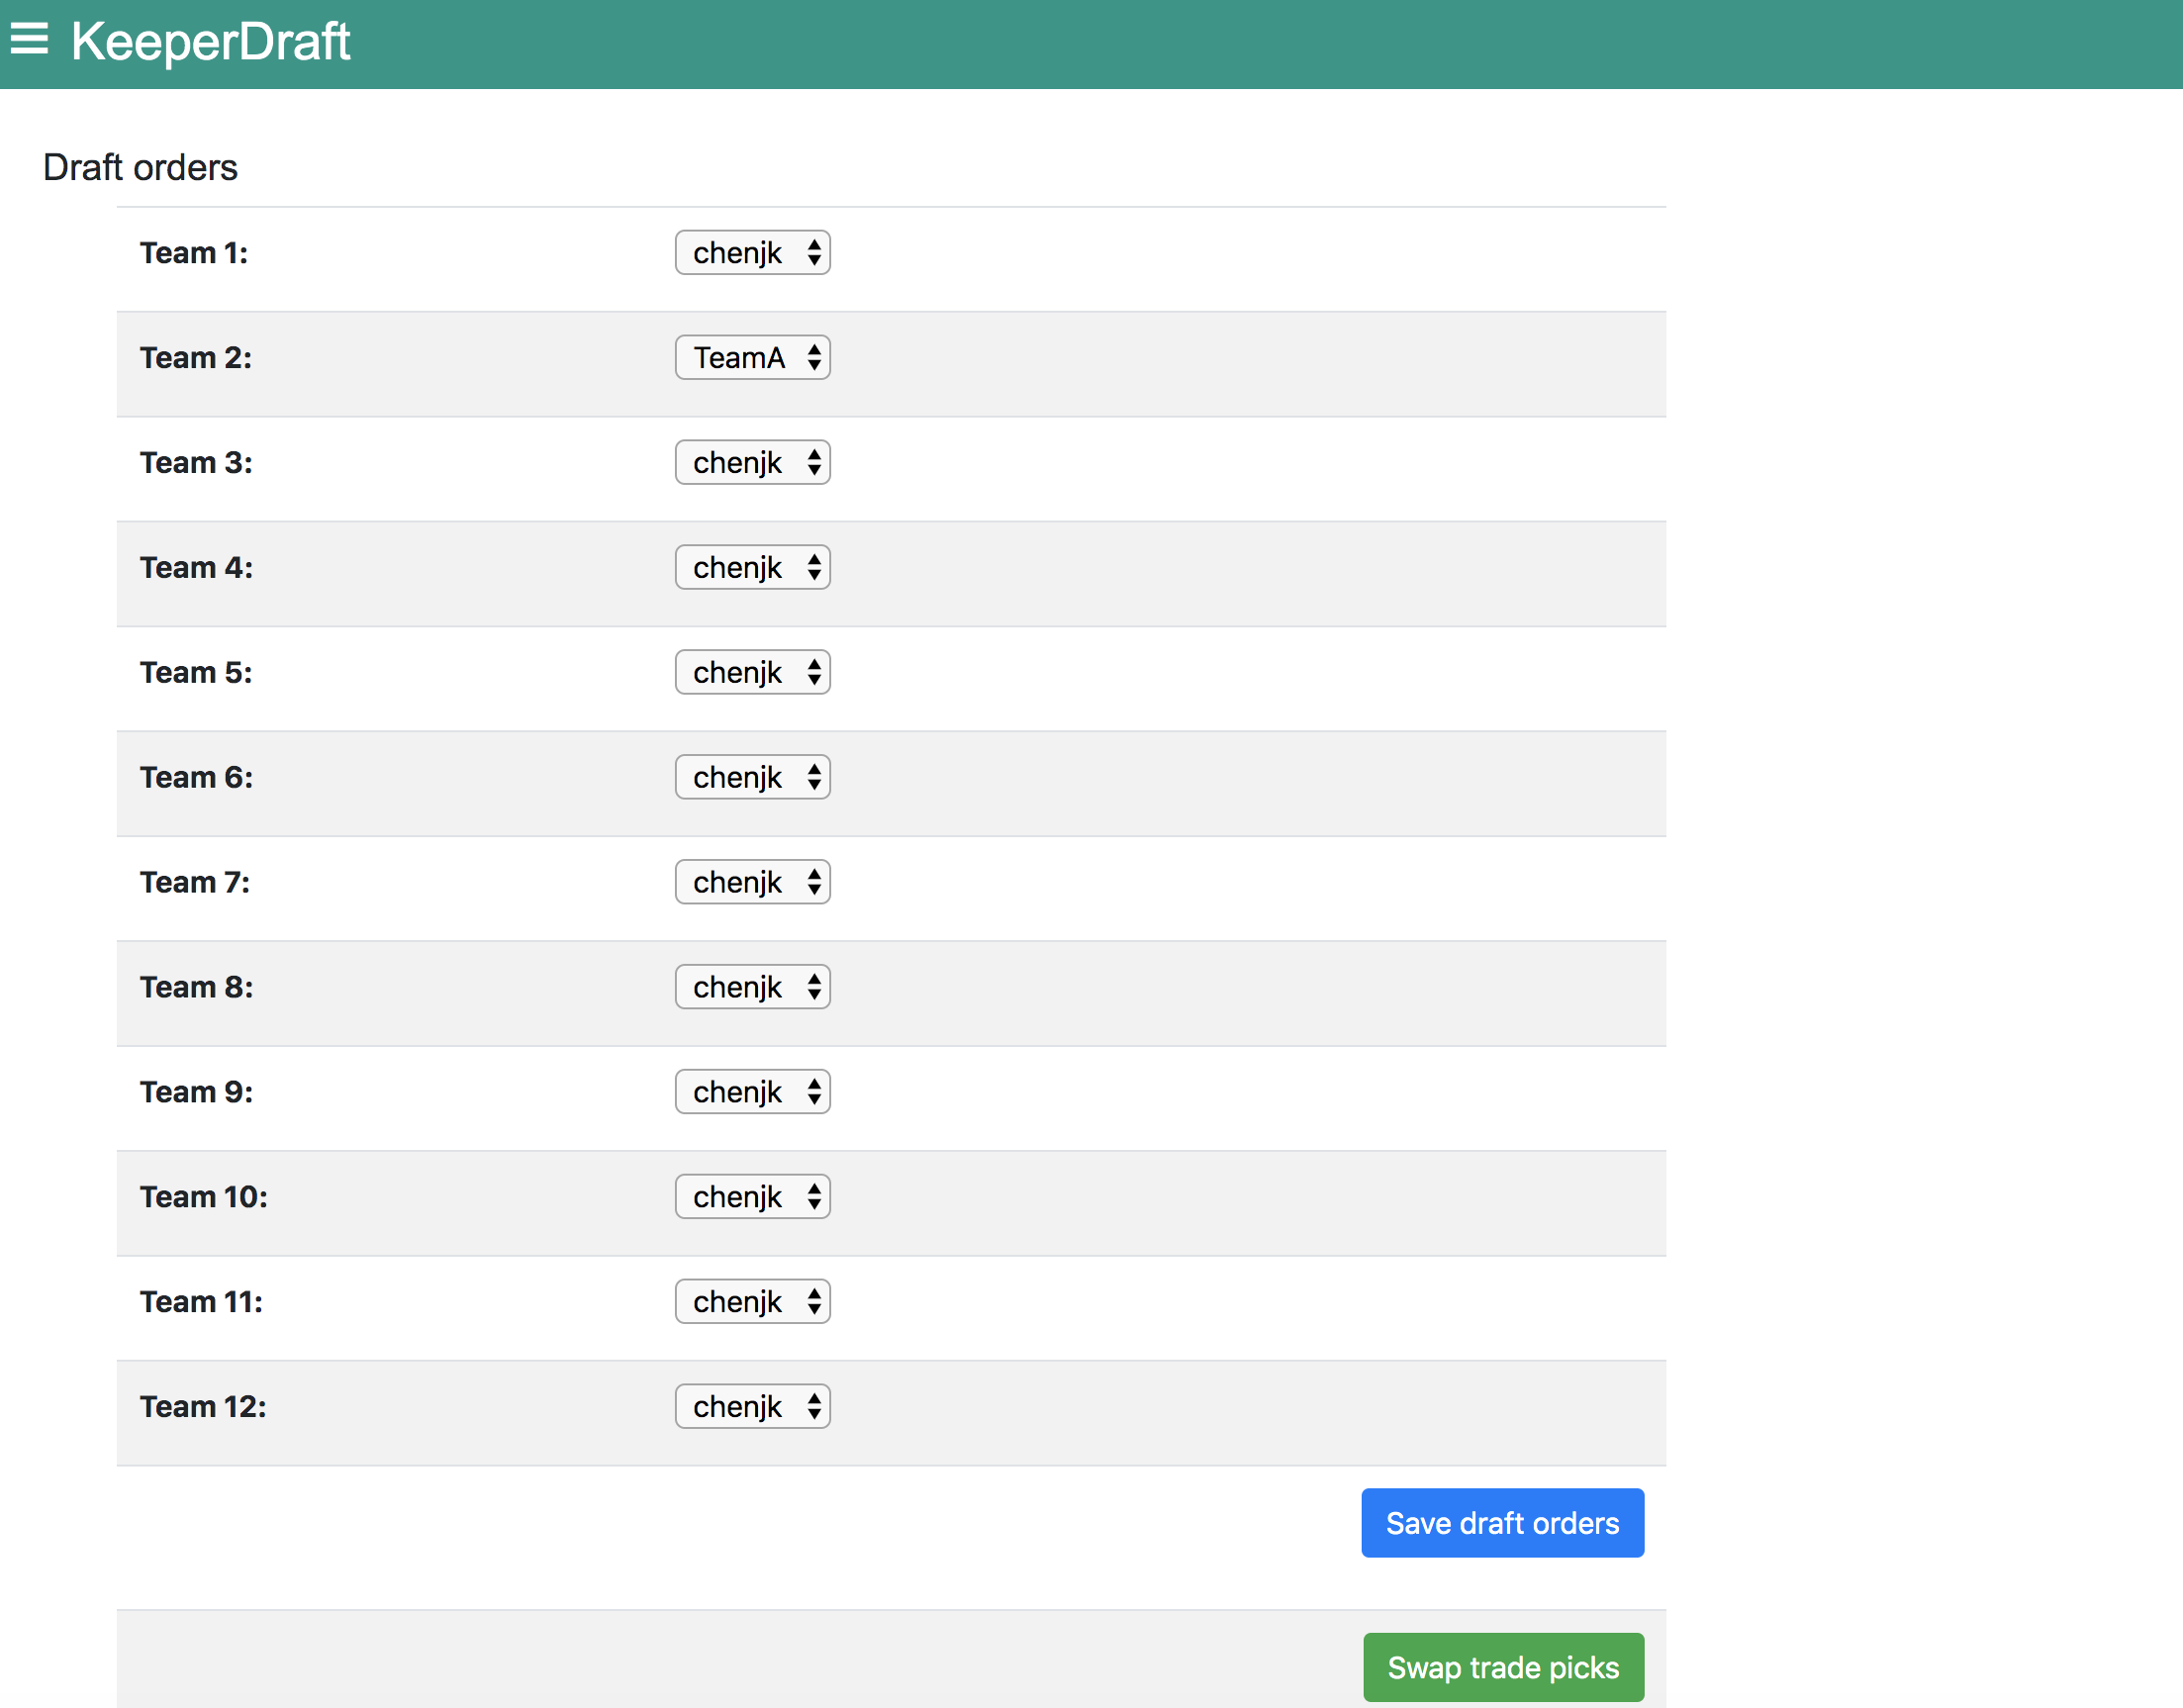 KeeperDraft
Draft orders
Team 1: chenjk
Team 2: TeamA
Team 3: chenjk
Team 4: chenjk
Team 5: chenjk
Team 6: chenjk
Team 7: chenjk
Team 8: chenjk
Team 9: chenjk
Team 10: chenjk
Team 11: chenjk
Team 12: chenjk
Save draft orders
Swap trade picks